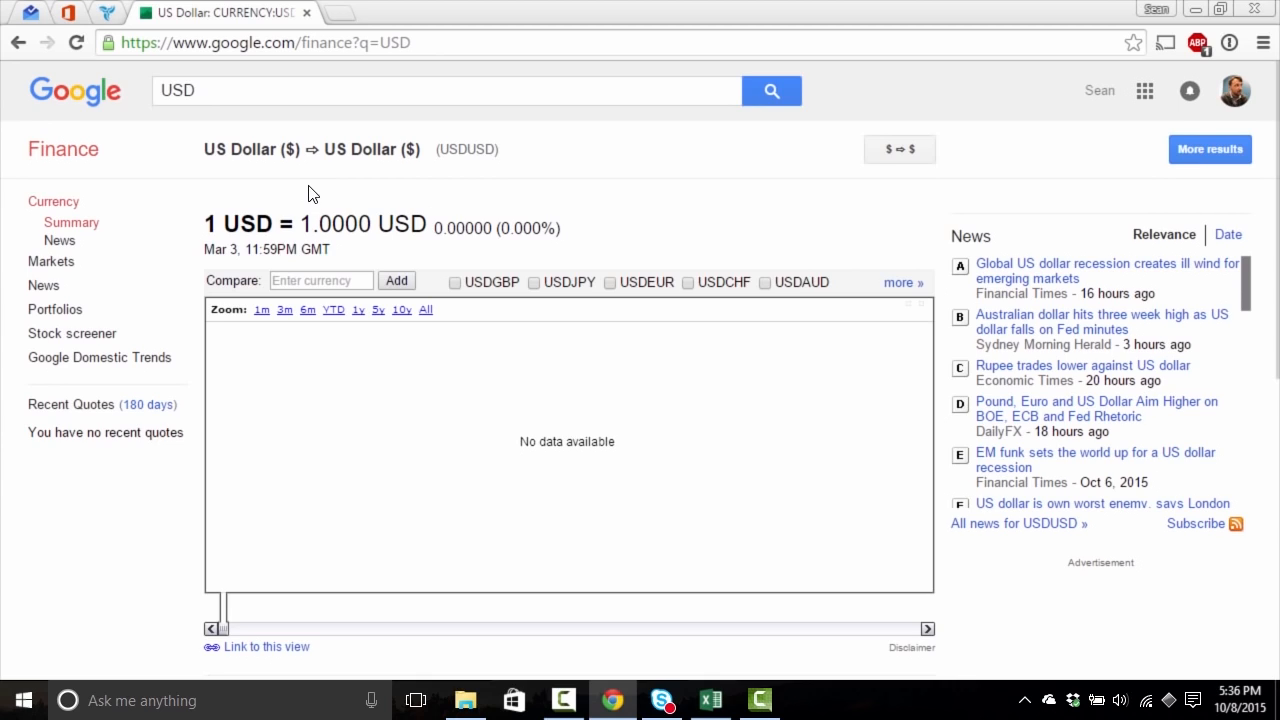 US Dollar: CURRENCY:USD
Sean
https://www.google.com/finance?q=USD
ABP
1
Google
USD
Sean
Finance
US Dollar ($) ⇨ US Dollar ($) (USDUSD)
$ ⇨ $
More results
Currency
Summary
News
Markets
News
Portfolios
Stock screener
Google Domestic Trends
Recent Quotes (180 days)
You have no recent quotes
1 USD = 1.0000 USD 0.00000 (0.000%)
Mar 3, 11:59PM GMT
Compare: Enter currency Add USDGBP USDJPY USDEUR USDCHF USDAUD more »
Zoom: 1m 3m 6m YTD 1y 5y 10y All
No data available
Link to this view
Disclaimer
News
Relevance | Date
A Global US dollar recession creates ill wind for
emerging markets
Financial Times - 16 hours ago
B Australian dollar hits three week high as US
dollar falls on Fed minutes
Sydney Morning Herald - 3 hours ago
C Rupee trades lower against US dollar
Economic Times - 20 hours ago
D Pound, Euro and US Dollar Aim Higher on
BOE, ECB and Fed Rhetoric
DailyFX - 18 hours ago
E EM funk sets the world up for a US dollar
recession
Financial Times - Oct 6, 2015
F US dollar is own worst enemy, says London
All news for USDUSD »
Subscribe
Advertisement
Ask me anything
5:36 PM
10/8/2015